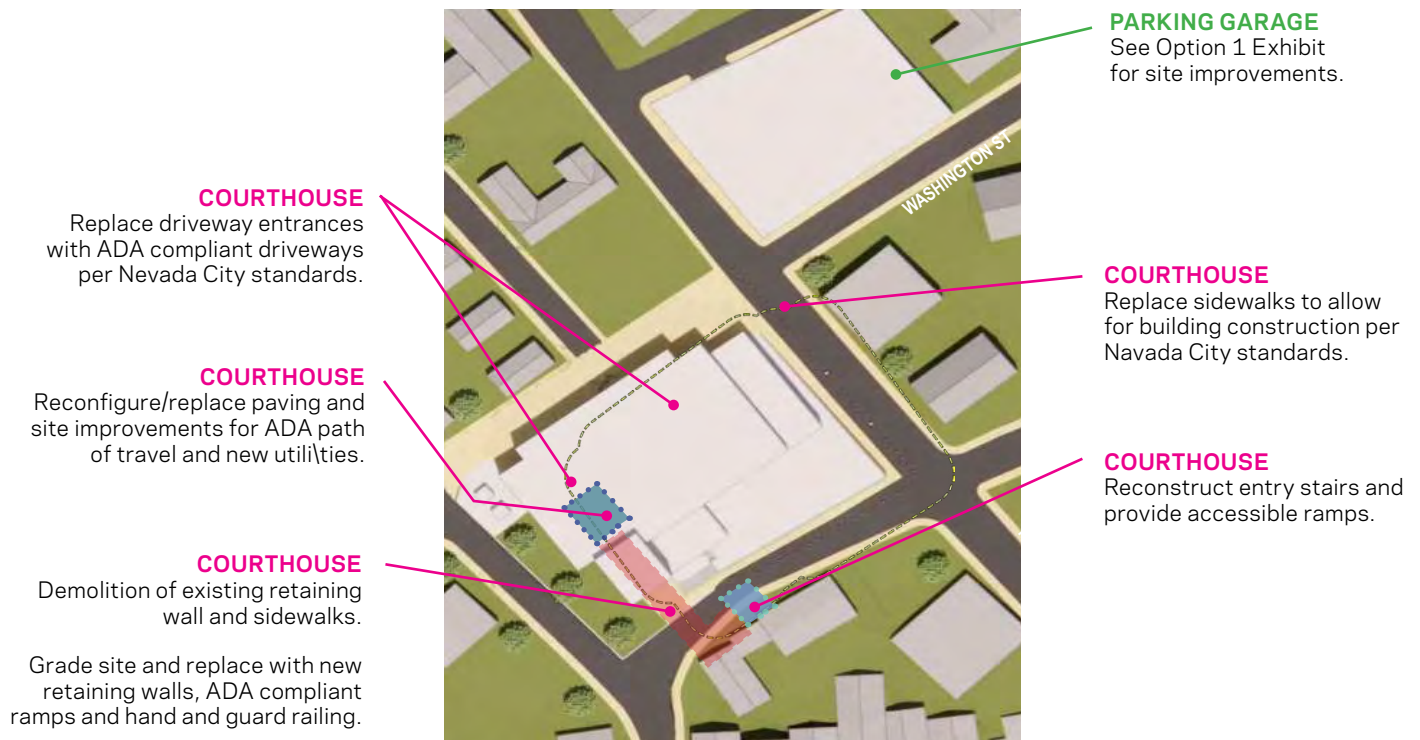 PARKING GARAGE
See Option 1 Exhibit
for site improvements.
WASHINGTON ST
COURTHOUSE
Replace driveway entrances
with ADA compliant driveways
per Nevada City standards.
COURTHOUSE
Reconfigure/replace paving and
site improvements for ADA path
of travel and new utili\ties.
COURTHOUSE
Demolition of existing retaining
wall and sidewalks.
Grade site and replace with new
retaining walls, ADA compliant
ramps and hand and guard railing.
COURTHOUSE
Replace sidewalks to allow
for building construction per
Navada City standards.
COURTHOUSE
Reconstruct entry stairs and
provide accessible ramps.